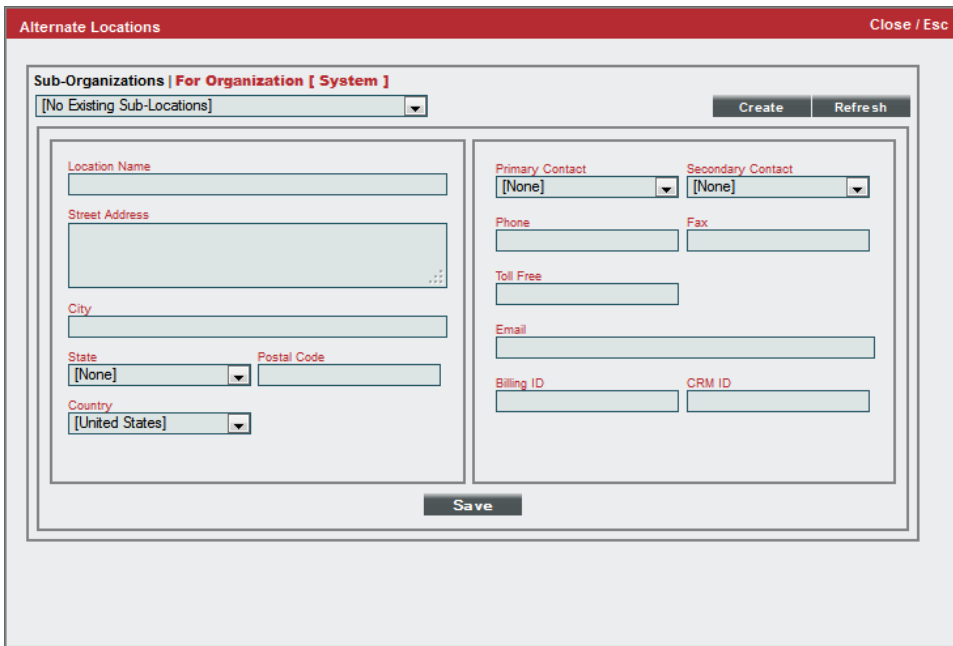 Alternate Locations Close / Esc
Sub-Organizations | For Organization [ System ]
[No Existing Sub-Locations] Create Refresh
Location Name
Street Address
City
State Postal Code
[None]
Country
[United States]
Primary Contact Secondary Contact
[None] [None]
Phone Fax
Toll Free
Email
Billing ID CRM ID
Save